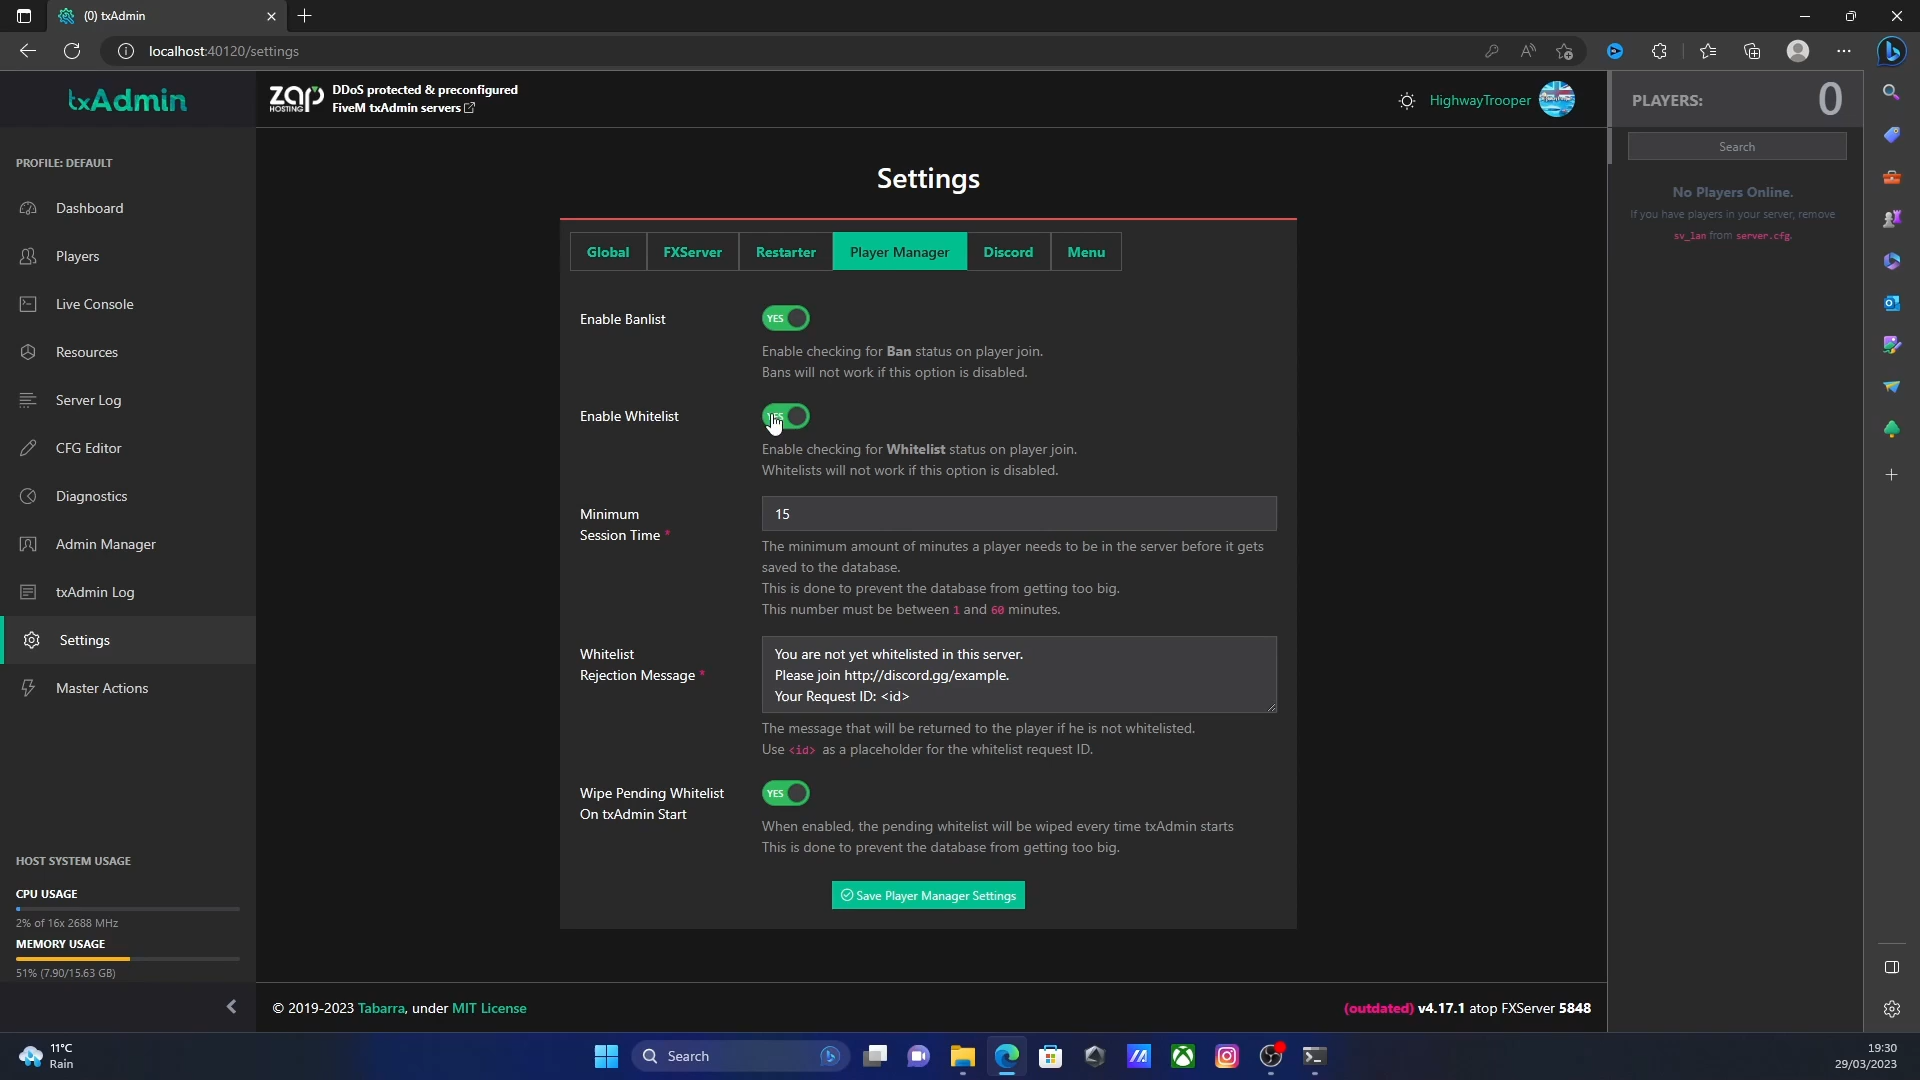 (0) txAdmin
localhost:40120/settings
txAdmin
ZAP
HOSTING
DDoS protected & preconfigured
FiveM txAdmin servers
HighwayTrooper
PLAYERS:
0
Search
No Players Online.
If you have players in your server, remove
sv_lan from server.cfg.
PROFILE: DEFAULT
Dashboard
Players
Live Console
Resources
Server Log
CFG Editor
Diagnostics
Admin Manager
txAdmin Log
Settings
Master Actions
HOST SYSTEM USAGE
CPU USAGE
2% of 16x 2688 MHz
MEMORY USAGE
51% (7.90/15.63 GB)
Settings
Global
FXServer
Restarter
Player Manager
Discord
Menu
Enable Banlist
YES
Enable checking for Ban status on player join.
Bans will not work if this option is disabled.
Enable Whitelist
YES
Enable checking for Whitelist status on player join.
Whitelists will not work if this option is disabled.
Minimum
Session Time *
15
The minimum amount of minutes a player needs to be in the server before it gets
saved to the database.
This is done to prevent the database from getting too big.
This number must be between 1 and 60 minutes.
Whitelist
Rejection Message *
You are not yet whitelisted in this server.
Please join http://discord.gg/example.
Your Request ID: <id>
The message that will be returned to the player if he is not whitelisted.
Use <id> as a placeholder for the whitelist request ID.
Wipe Pending Whitelist
On txAdmin Start
YES
When enabled, the pending whitelist will be wiped every time txAdmin starts
This is done to prevent the database from getting too big.
Save Player Manager Settings
© 2019-2023 Tabarra, under MIT License
(outdated) v4.17.1 atop FXServer 5848
11°C
Rain
Search
19:30
29/03/2023